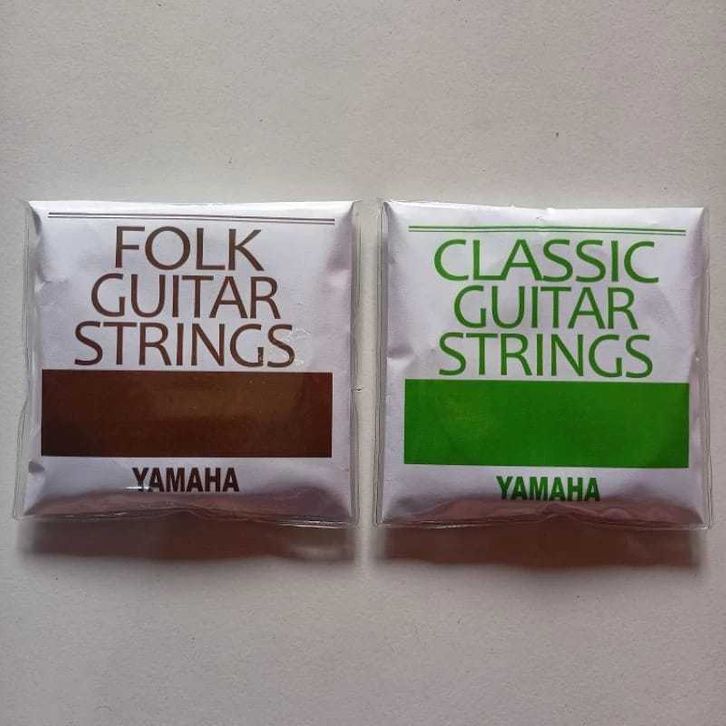 FOLK
GUITAR
STRINGS
YAMAHA
CLASSIC
GUITAR
STRINGS
YAMAHA